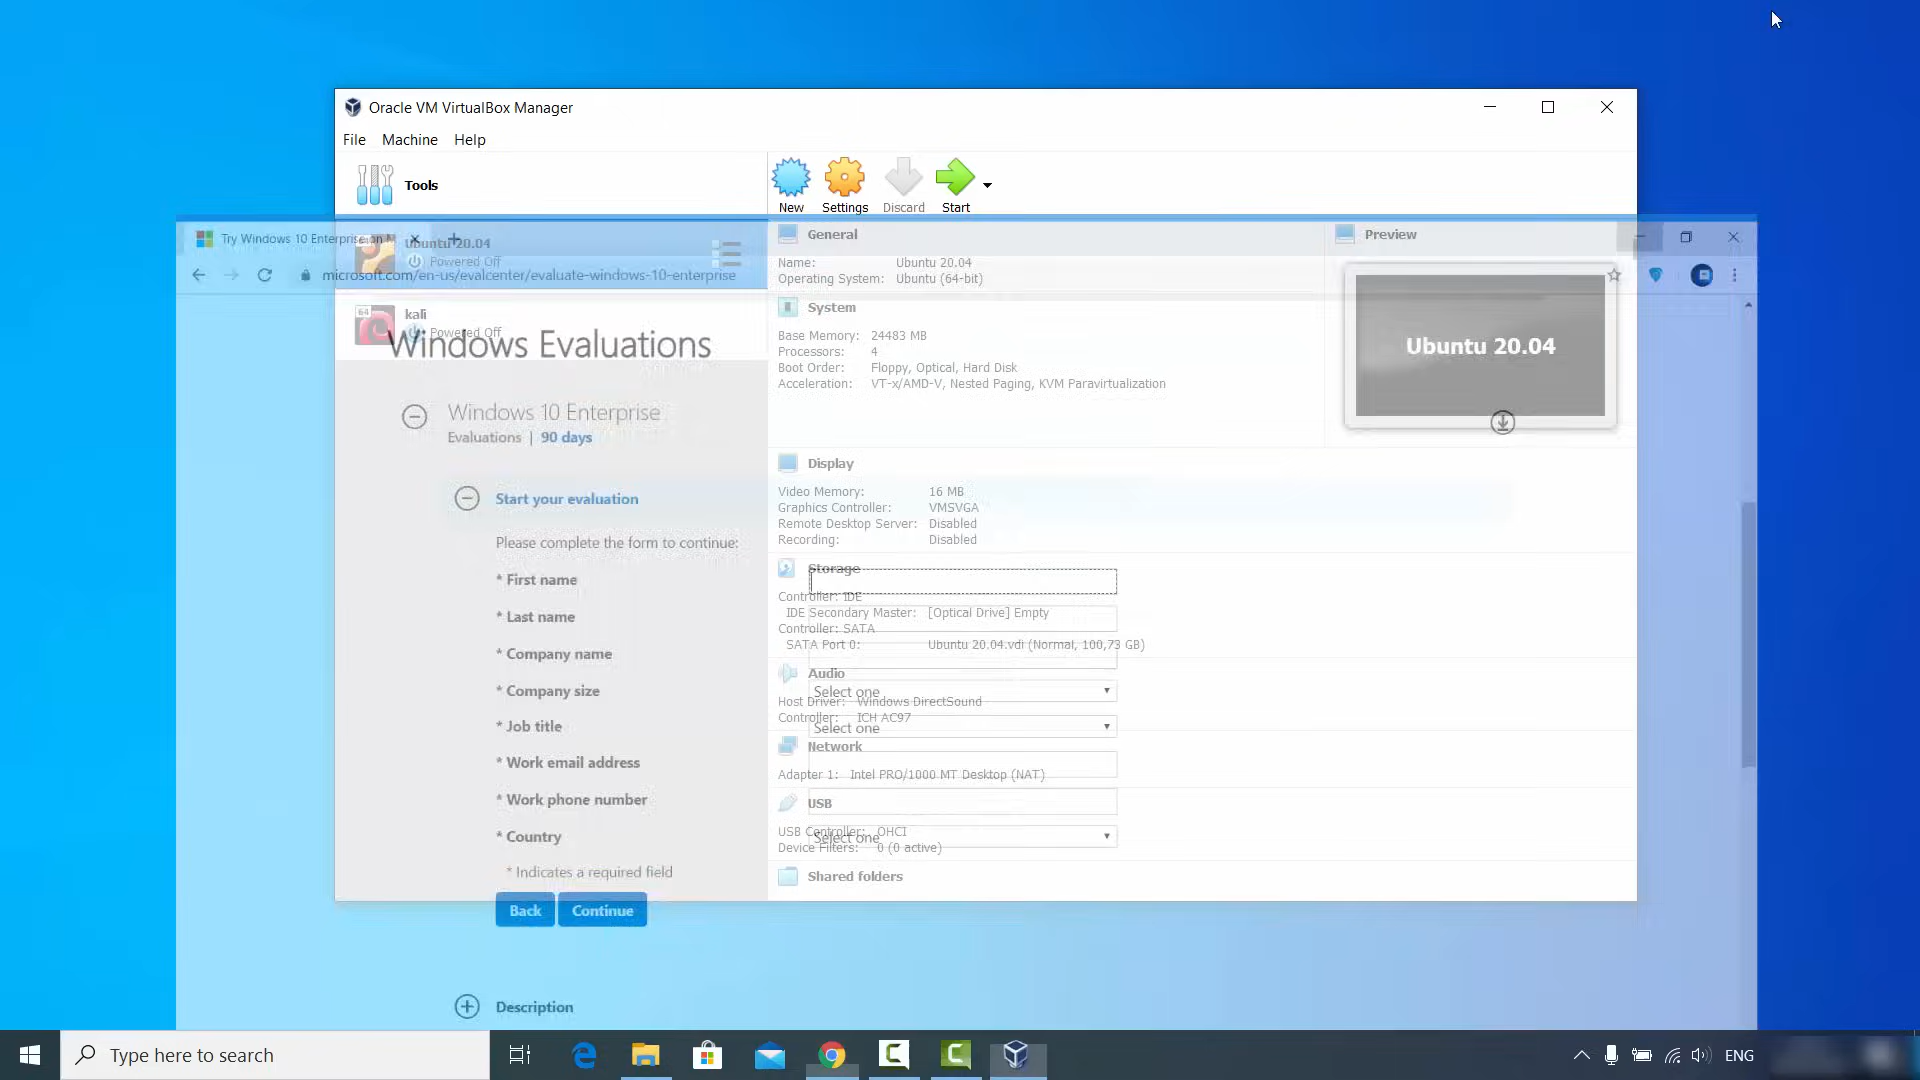 Oracle VM VirtualBox Manager
File Machine Help
Tools
New Settings Discard Start
Try Windows 10 Enterprise on
microsoft.com/en-us/evalcenter/evaluate-windows-10-enterprise
Ubuntu 20.04
Powered Off
64
kali
Powered Off
General
Name: Ubuntu 20.04
Operating System: Ubuntu (64-bit)
System
Base Memory: 24483 MB
Processors: 4
Boot Order: Floppy, Optical, Hard Disk
Acceleration: VT-x/AMD-V, Nested Paging, KVM Paravirtualization
Preview
Ubuntu 20.04
Display
Video Memory: 16 MB
Graphics Controller: VMSVGA
Remote Desktop Server: Disabled
Recording: Disabled
Storage
Controller: IDE
IDE Secondary Master: [Optical Drive] Empty
Controller: SATA
SATA Port 0: Ubuntu 20.04.vdi (Normal, 100,73 GB)
Audio
Host Driver: Windows DirectSound
Controller: ICH AC97
Network
Adapter 1: Intel PRO/1000 MT Desktop (NAT)
USB
USB Controller: OHCI
Device Filters: 0 (0 active)
Shared folders
Windows Evaluations
Windows 10 Enterprise
Evaluations | 90 days
Start your evaluation
Please complete the form to continue:
* First name
* Last name
* Company name
* Company size
Select one
* Job title
Select one
* Work email address
* Work phone number
* Country
Select one
* Indicates a required field
Back Continue
Description
Type here to search
ENG